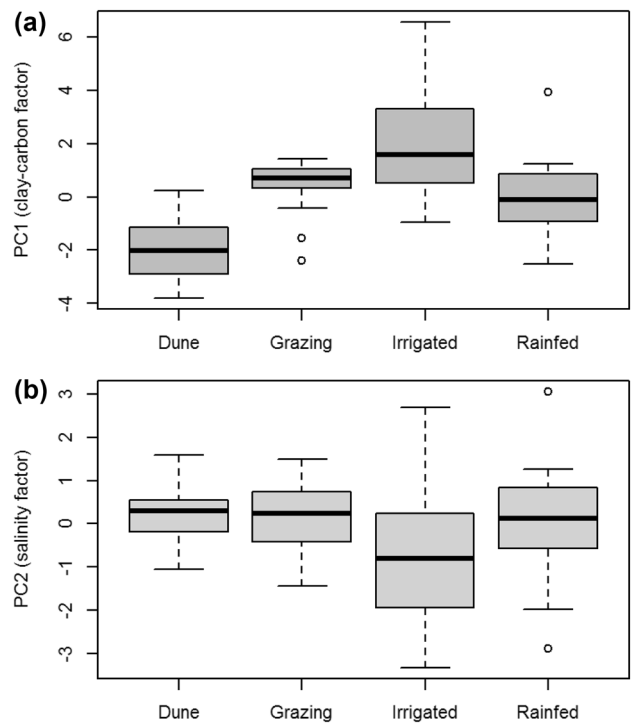 (a)
PC1 (clay-carbon factor)
6
4
2
0
-2
-4
Dune Grazing Irrigated Rainfed
(b)
PC2 (salinity factor)
3
2
1
0
-1
-2
-3
Dune Grazing Irrigated Rainfed